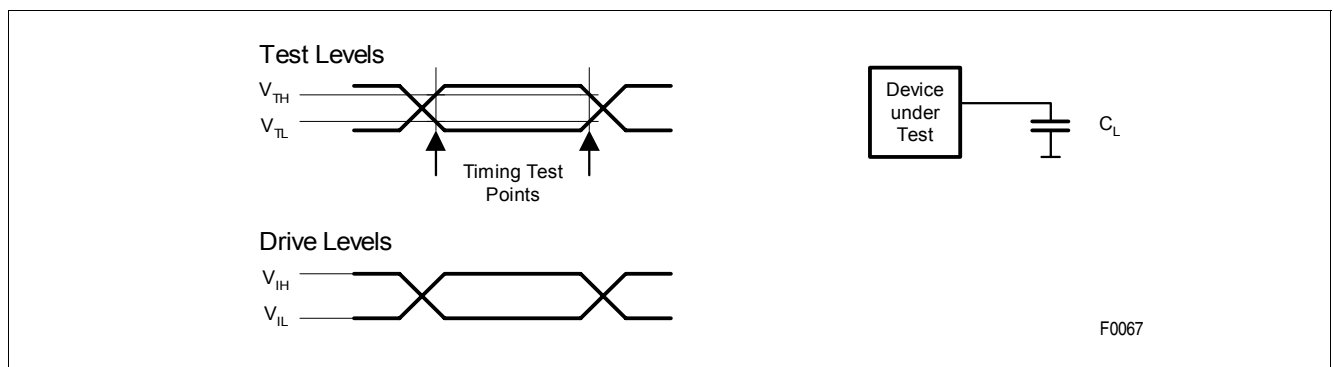 Test Levels
V_TH
V_TL
Timing Test
Points
Drive Levels
V_IH
V_IL
Device
under
Test
C_L
F0067